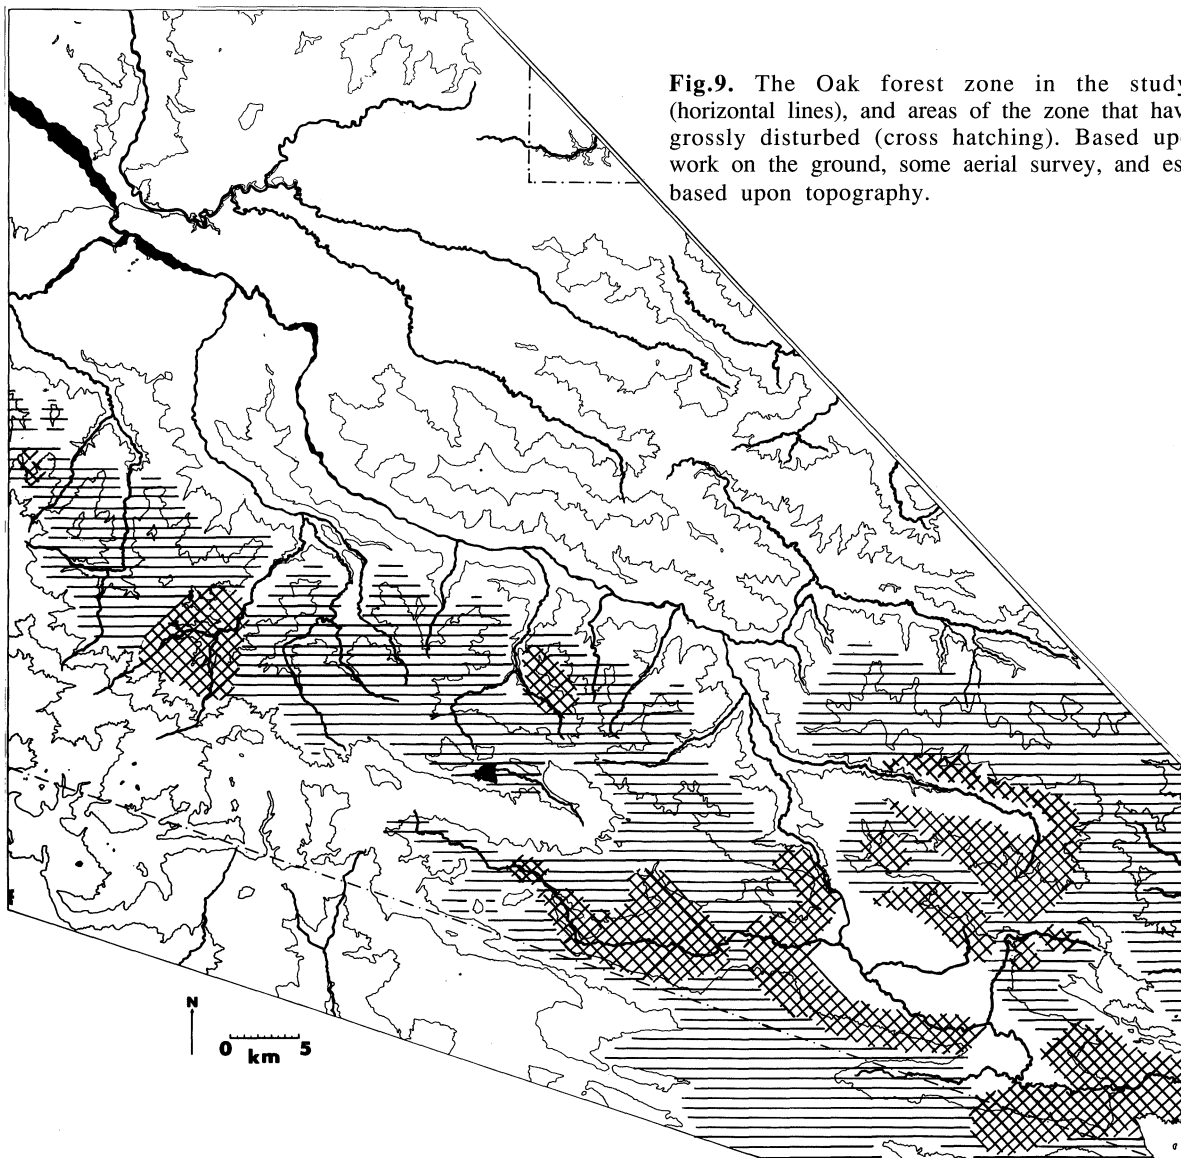 Fig.9. The Oak forest zone in the study
(horizontal lines), and areas of the zone that hav
grossly disturbed (cross hatching). Based up
work on the ground, some aerial survey, and es
based upon topography.
N
0 5
km